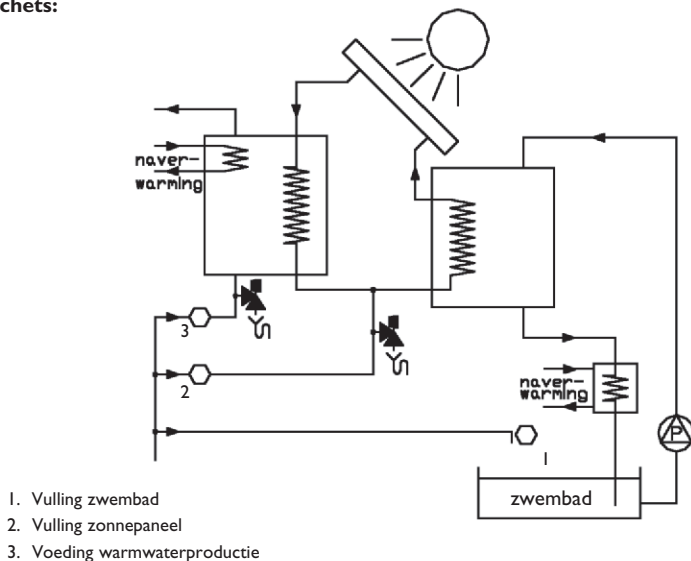 chets:
naver-
warming
3
2
naver-
warming
P
1
zwembad
1. Vulling zwembad
2. Vulling zonnepaneel
3. Voeding warmwaterproductie